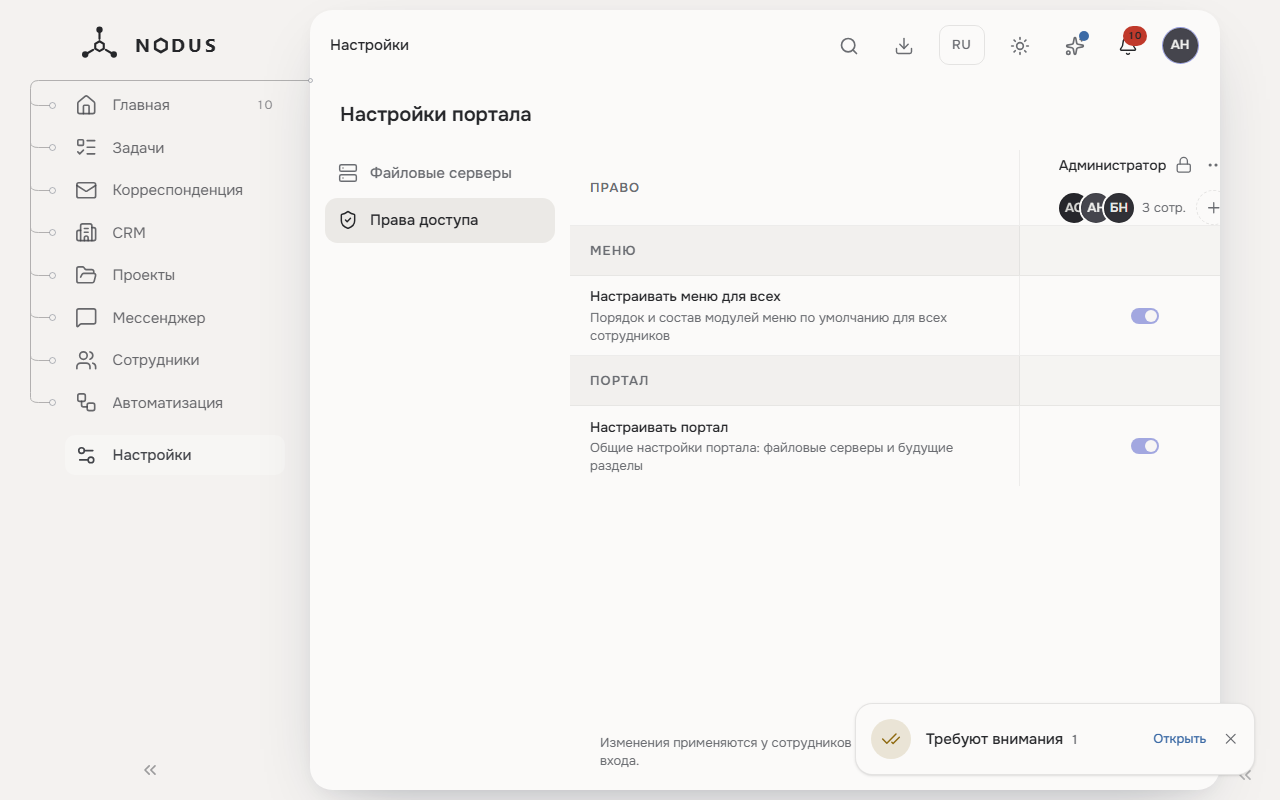 NODUS
Настройки
RU
10
АН
Главная 10
Задачи
Корреспонденция
CRM
Проекты
Мессенджер
Сотрудники
Автоматизация
Настройки
Настройки портала
Файловые серверы
Права доступа
ПРАВО
Администратор
БН
3 сотр.
МЕНЮ
Настраивать меню для всех
Порядок и состав модулей меню по умолчанию для всех
сотрудников
ПОРТАЛ
Настраивать портал
Общие настройки портала: файловые серверы и будущие
разделы
Изменения применяются у сотрудников
входа.
Требуют внимания 1
Открыть